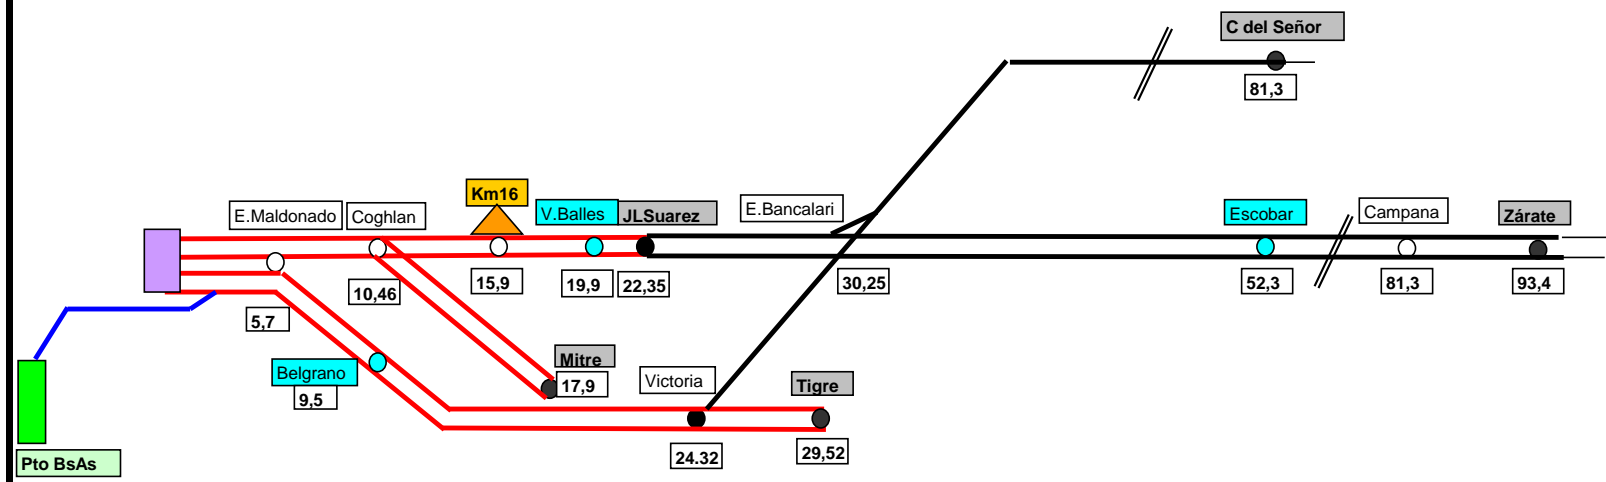 C del Señor
81,3
Km16
E.Maldonado
Coghlan
V.Balles
JLSuarez
E.Bancalari
Escobar
Campana
Zárate
5,7
10,46
15,9
19,9
22,35
30,25
52,3
81,3
93,4
Belgrano
9,5
Mitre
17,9
Victoria
24.32
Tigre
29,52
Pto BsAs